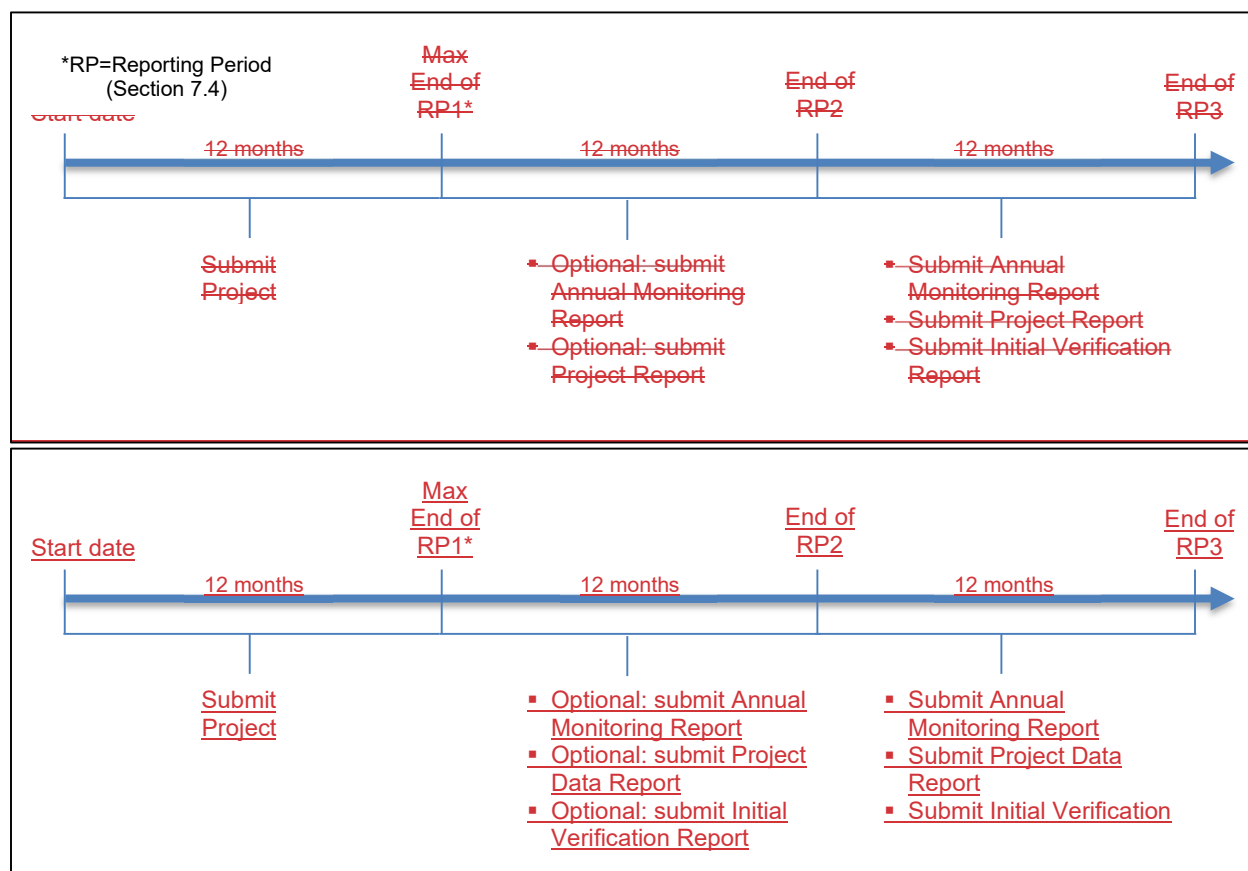 *RP=Reporting Period
(Section 7.4)
Start date
Max
End of
RP1*
End of
RP2
End of
RP3
12 months
12 months
12 months
Submit
Project
▪ Optional: submit
Annual Monitoring
Report
▪ Optional: submit
Project Report
▪ Submit Annual
Monitoring Report
▪ Submit Project Report
▪ Submit Initial Verification
Report
Start date
Max
End of
RP1*
End of
RP2
End of
RP3
12 months
12 months
12 months
Submit
Project
▪ Optional: submit Annual
Monitoring Report
▪ Optional: submit Project
Data Report
▪ Optional: submit Initial
Verification Report
▪ Submit Annual
Monitoring Report
▪ Submit Project Data
Report
▪ Submit Initial Verification